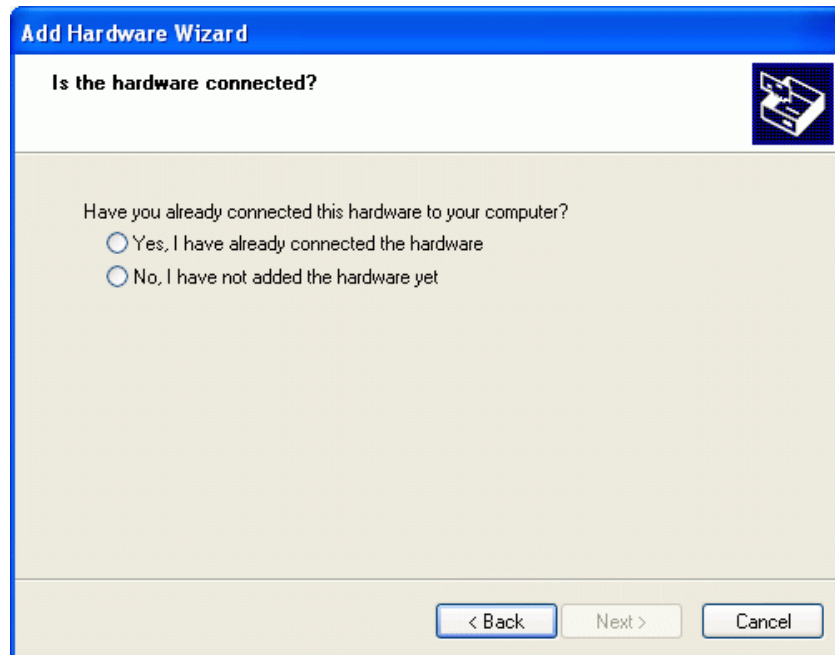 Add Hardware Wizard
Is the hardware connected?
Have you already connected this hardware to your computer?
Yes, I have already connected the hardware
No, I have not added the hardware yet
< Back Next > Cancel